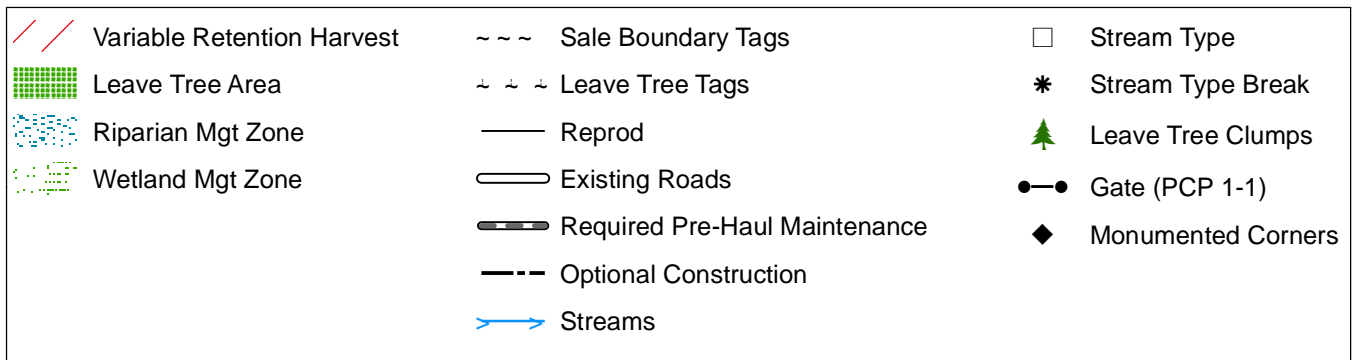 Variable Retention Harvest
Leave Tree Area
Riparian Mgt Zone
Wetland Mgt Zone
Sale Boundary Tags
Leave Tree Tags
Reprod
Existing Roads
Required Pre-Haul Maintenance
Optional Construction
Streams
Stream Type
Stream Type Break
Leave Tree Clumps
Gate (PCP 1-1)
Monumented Corners